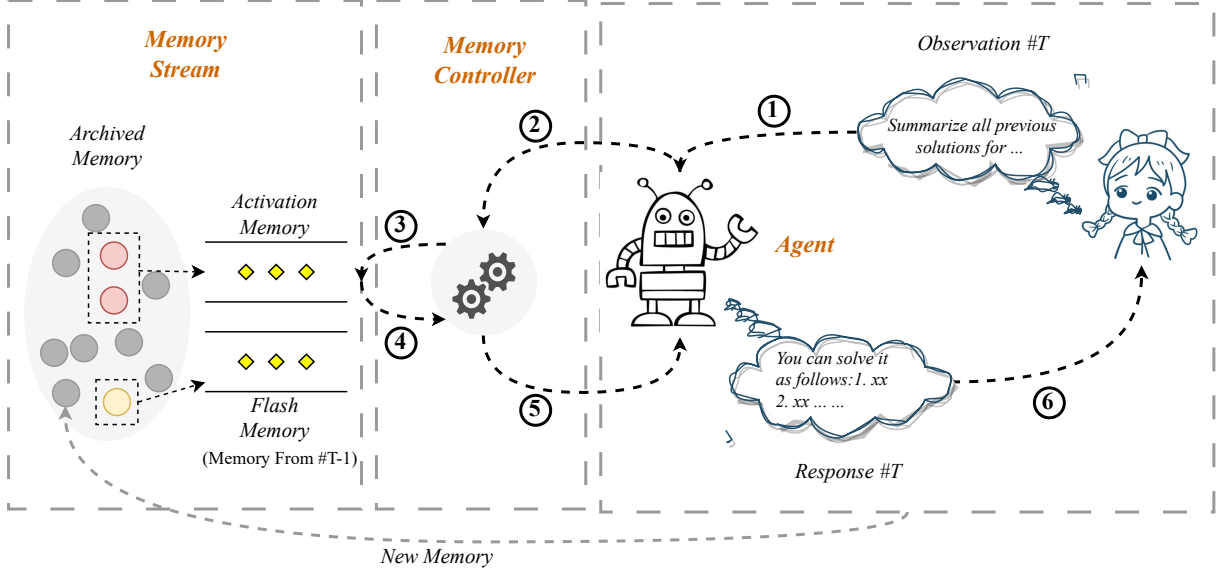 Memory
Stream
Archived
Memory
Activation
Memory
Flash
Memory
(Memory From #T-1)
Memory
Controller
2
3
4
5
1
Observation #T
Summarize all previous
solutions for ...
Agent
You can solve it
as follows:1. xx
2. xx ... ...
6
Response #T
New Memory